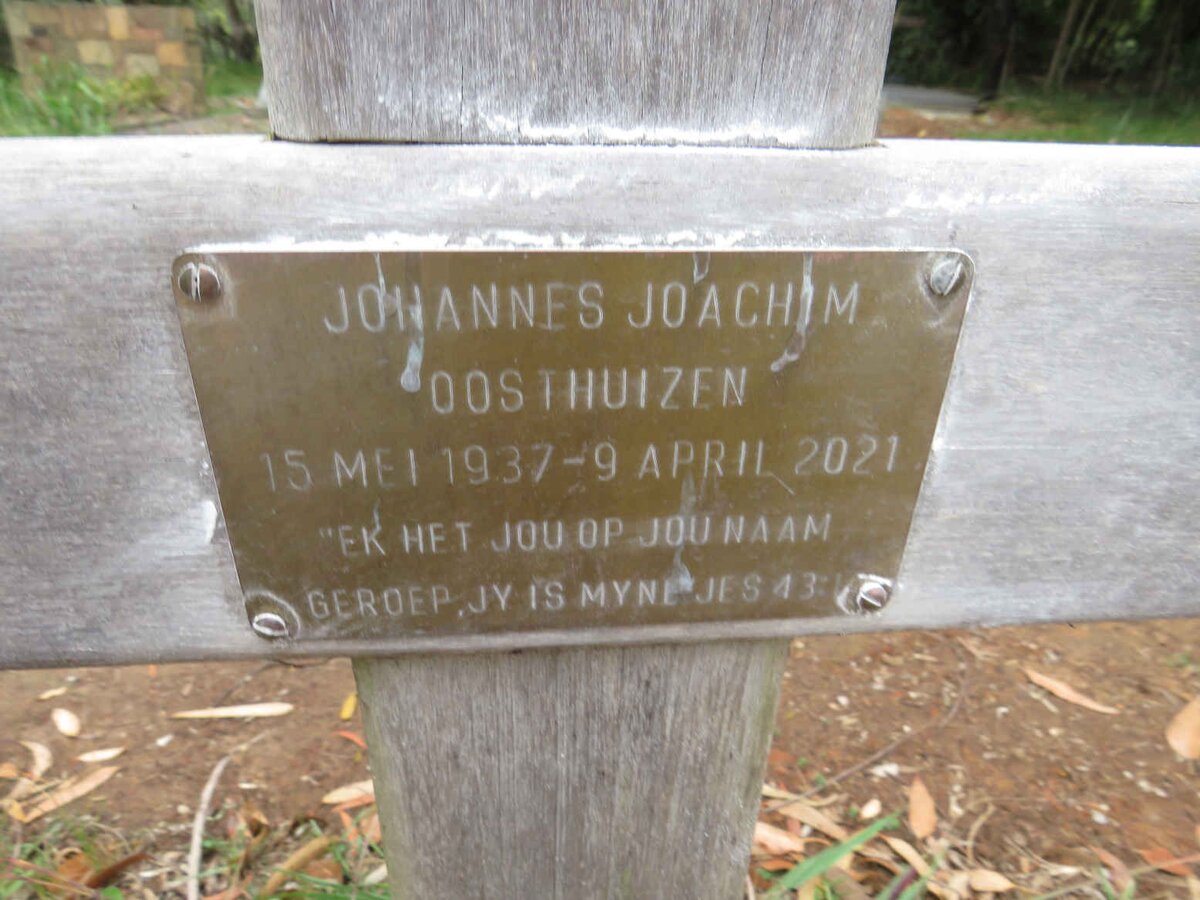 JOHANNES JOACHIM
OOSTHUIZEN
15 MEI 1937-9 APRIL 2021
"EK HET JOU OP JOU NAAM
GEROEP, JY IS MYNE JES 43:1